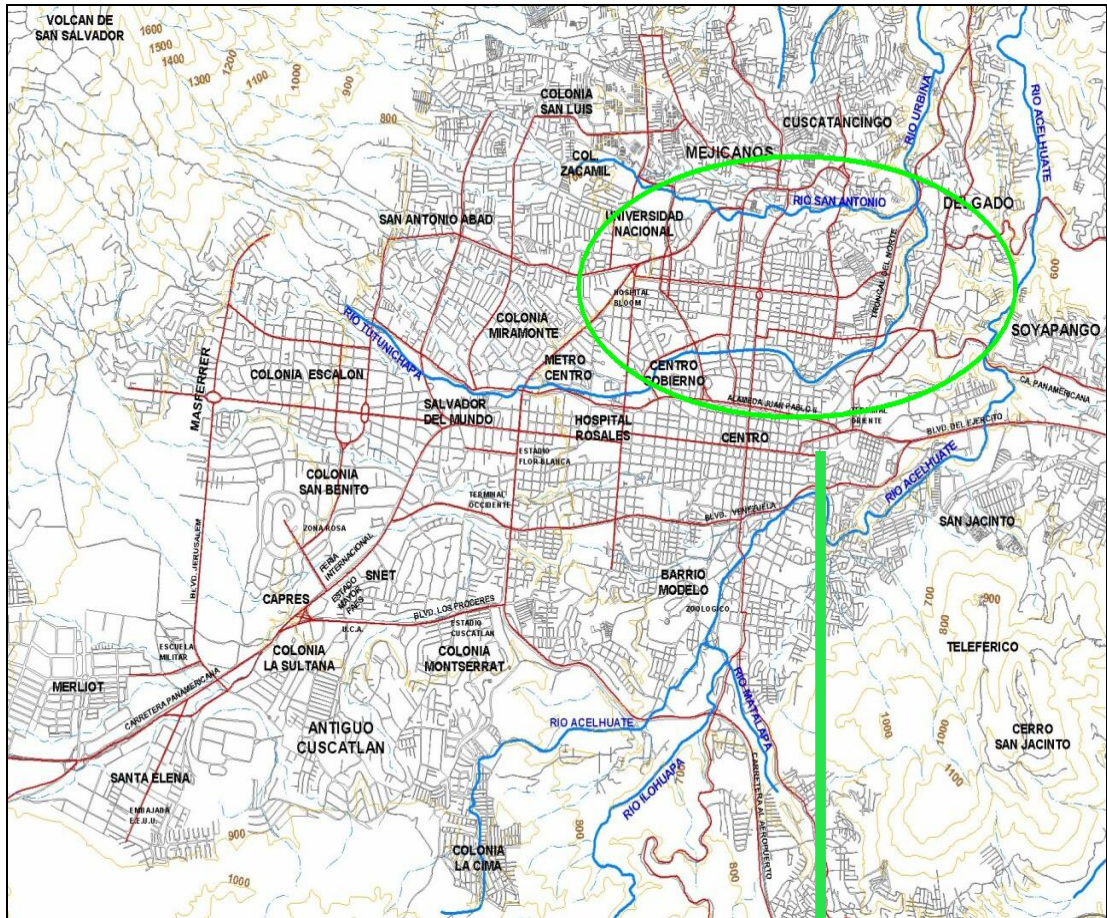 VOLCAN DE
SAN SALVADOR
1600
1500
1400
1300
1200
1100
1000
900
800
COLONIA
SAN LUIS
CUSCATANCINGO
RIO URBINA
RIO ACELHUATE
MEJICANOS
COL.
ZACAMIL
RIO SAN ANTONIO
DELGADO
SAN ANTONIO ABAD
UNIVERSIDAD
NACIONAL
TRONCAL DEL NORTE
600
HOSPITAL
BLOOM
RIO TUTUNICHAPA
COLONIA
MIRAMONTE
SOYAPANGO
METRO
CENTRO
CENTRO
GOBIERNO
MASFERRER
COLONIA ESCALON
CA. PANAMERICANA
ALAMEDA JUAN PABLO II
SALVADOR
DEL MUNDO
HOSPITAL
ROSALES
CENTRO
TERMINAL
ORIENTE
BLVD. DEL EJERCITO
ESTADIO
FLOR BLANCA
COLONIA
SAN BENITO
RIO ACELHUATE
TERMINAL
OCCIDENTE
BLVD. VENEZUELA
SAN JACINTO
ZONA ROSA
FERIA
INTERNACIONAL
BLVD. JERUSALEM
SNET
BARRIO
MODELO
ESTADO
MAYOR
CAPRES
ZOOLOGICO
700
900
800
BLVD. LOS PROCERES
U.C.A.
ESTADIO
CUSCATLAN
TELEFERICO
ESCUELA
MILITAR
COLONIA
LA SULTANA
COLONIA
MONTSERRAT
MERLIOT
CARRETERA PANAMERICANA
RIO MATALAPA
RIO ACELHUATE
ANTIGUO
CUSCATLAN
1000
1000
CERRO
SAN JACINTO
1100
SANTA ELENA
RIO ILOHUAPA
700
CARRETERA AL AEROPUERTO
EMBAJADA
E.E.U.U.
900
800
COLONIA
LA CIMA
800
1000